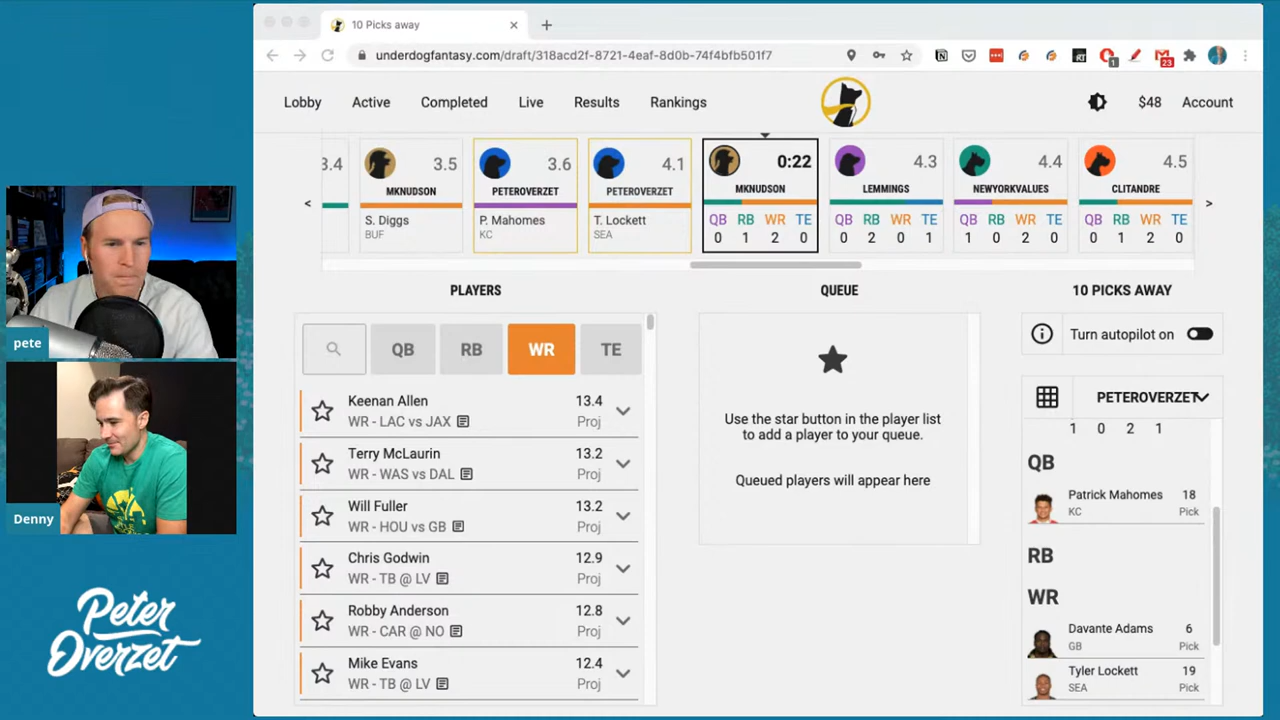 10 Picks away
underdogfantasy.com/draft/318acd2f-8721-4eaf-8d0b-74f4bfb501f7
1
23
Lobby Active Completed Live Results Rankings $48 Account
3.4 3.5 3.6 4.1 0:22 4.3 4.4 4.5
MKNUDSON PETEROVERZET PETEROVERZET MKNUDSON LEMMINGS NEWYORKVALUES CLITANDRE
S. Diggs P. Mahomes T. Lockett QB RB WR TE QB RB WR TE QB RB WR TE QB RB WR TE
BUF KC SEA 0 1 2 0 0 2 0 1 1 0 2 0 0 1 2 0
< >
PLAYERS QUEUE 10 PICKS AWAY
QB RB WR TE
Turn autopilot on
PETEROVERZET
1 0 2 1
Keenan Allen 13.4
WR - LAC vs JAX Proj
Terry McLaurin 13.2
WR - WAS vs DAL Proj
Will Fuller 13.2
WR - HOU vs GB Proj
Chris Godwin 12.9
WR - TB @ LV Proj
Robby Anderson 12.8
WR - CAR @ NO Proj
Mike Evans 12.4
WR - TB @ LV Proj
Use the star button in the player list
to add a player to your queue.
Queued players will appear here
QB
Patrick Mahomes 18
KC Pick
RB
WR
Davante Adams 6
GB Pick
Tyler Lockett 19
SEA Pick
pete
Denny
Peter
Overzet